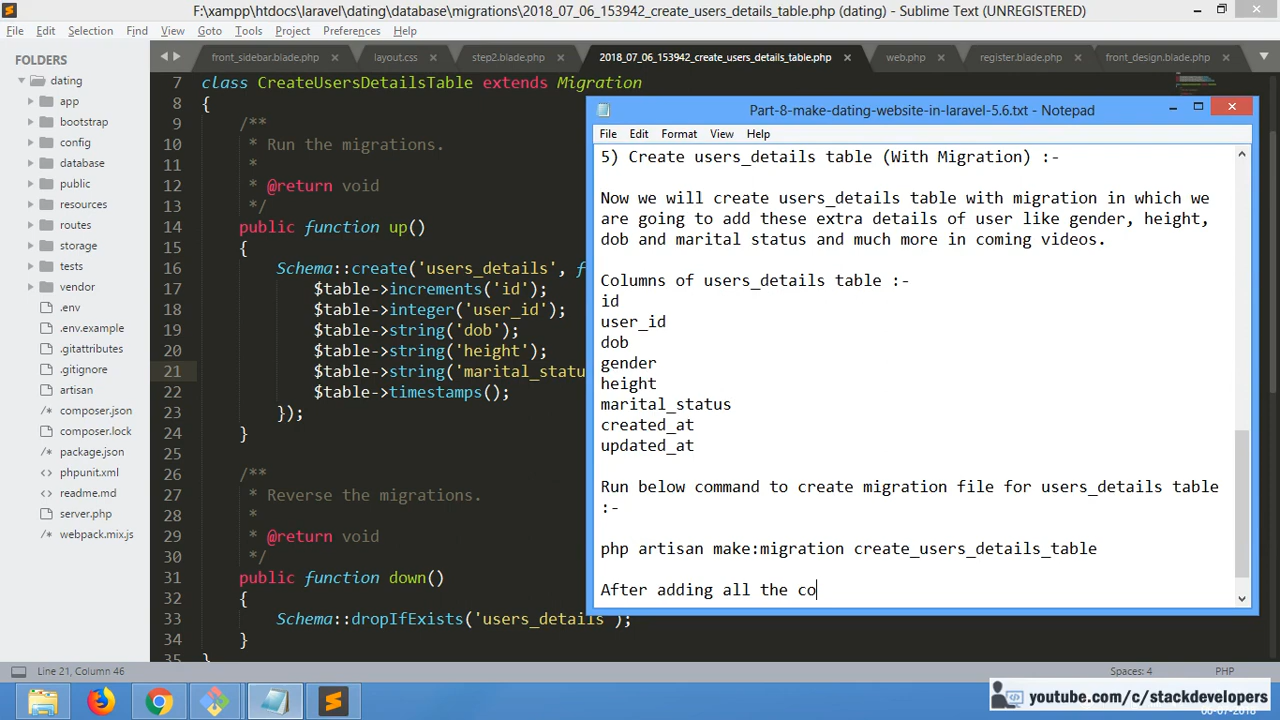 F:\xampp\htdocs\laravel\dating\database\migrations\2018_07_06_153942_create_users_details_table.php (dating) - Sublime Text (UNREGISTERED)
File Edit Selection Find View Goto Tools Project Preferences Help
FOLDERS
dating
app
bootstrap
config
database
public
resources
routes
storage
tests
vendor
.env
.env.example
.gitattributes
.gitignore
artisan
composer.json
composer.lock
package.json
phpunit.xml
readme.md
server.php
webpack.mix.js
front_sidebar.blade.php layout.css step2.blade.php 2018_07_06_153942_create_users_details_table.php web.php register.blade.php front_design.blade.php
7 class CreateUsersDetailsTable extends Migration
8 {
9 /**
10 * Run the migrations.
11 *
12 * @return void
13 */
14 public function up()
15 {
16 Schema::create('users_details', f
17 $table->increments('id');
18 $table->integer('user_id');
19 $table->string('dob');
20 $table->string('height');
21 $table->string('marital_statu
22 $table->timestamps();
23 });
24 }
25
26 /**
27 * Reverse the migrations.
28 *
29 * @return void
30 */
31 public function down()
32 {
33 Schema::dropIfExists('users_details');
34 }
35 }
Part-8-make-dating-website-in-laravel-5.6.txt - Notepad
File Edit Format View Help
5) Create users_details table (With Migration) :-
Now we will create users_details table with migration in which we
are going to add these extra details of user like gender, height,
dob and marital status and much more in coming videos.
Columns of users_details table :-
id
user_id
dob
gender
height
marital_status
created_at
updated_at
Run below command to create migration file for users_details table
:-
php artisan make:migration create_users_details_table
After adding all the co
Line 21, Column 46
Spaces: 4 PHP
youtube.com/c/stackdevelopers